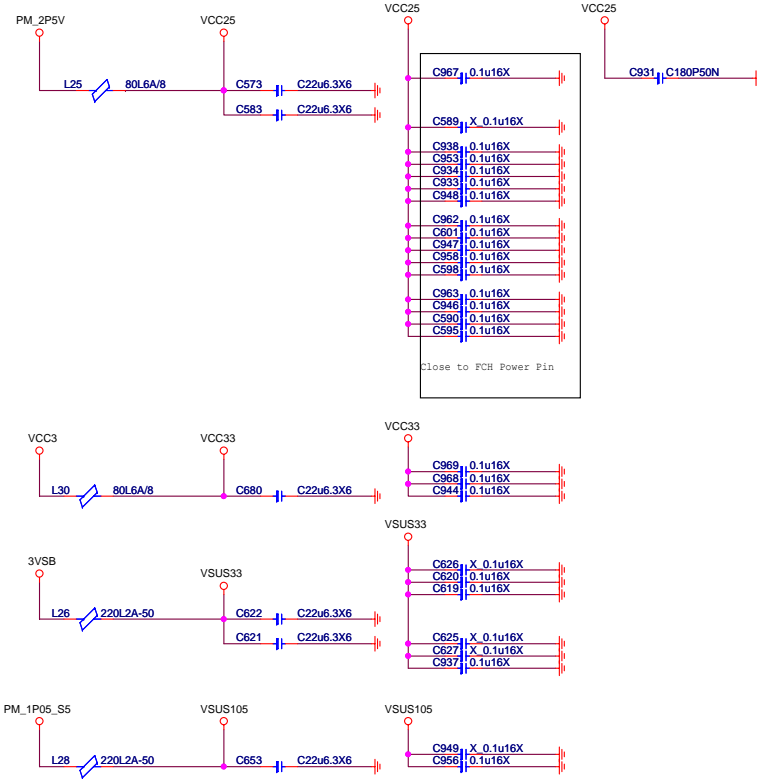 PM_2P5V VCC25 VCC25 VCC25
L25 80L6A/8 C573 C22u6.3X6
C583 C22u6.3X6
C967 0.1u16X
C931 C180P50N
C589 X_0.1u16X
C938 0.1u16X
C953 0.1u16X
C934 0.1u16X
C933 0.1u16X
C948 0.1u16X
C962 0.1u16X
C601 0.1u16X
C947 0.1u16X
C958 0.1u16X
C598 0.1u16X
C963 0.1u16X
C946 0.1u16X
C590 0.1u16X
C595 0.1u16X
Close to FCH Power Pin
VCC3 VCC33 VCC33
L30 80L6A/8 C680 C22u6.3X6
C969 0.1u16X
C968 0.1u16X
C944 0.1u16X
3VSB VSUS33 VSUS33
L26 220L2A-50 C622 C22u6.3X6
C621 C22u6.3X6
C626 X_0.1u16X
C620 0.1u16X
C619 0.1u16X
C625 X_0.1u16X
C627 X_0.1u16X
C937 0.1u16X
PM_1P05_S5 VSUS105 VSUS105
L28 220L2A-50 C653 C22u6.3X6
C949 X_0.1u16X
C956 0.1u16X